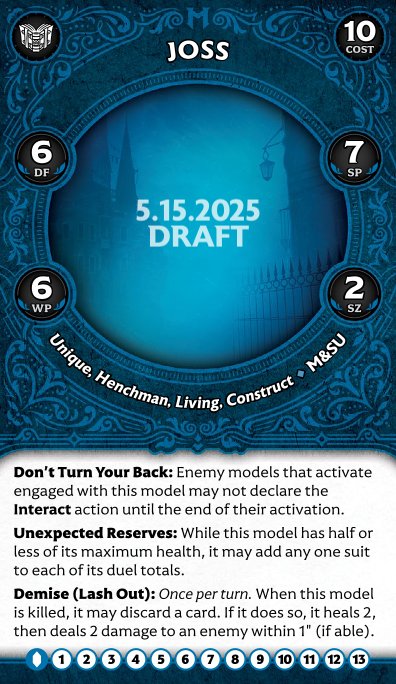 JOSS
10
COST
6
DF
7
SP
5.15.2025
DRAFT
6
WP
2
SZ
Unique, Henchman, Living, Construct ◆ M&SU
Don't Turn Your Back: Enemy models that activate
engaged with this model may not declare the
Interact action until the end of their activation.
Unexpected Reserves: While this model has half or
less of its maximum health, it may add any one suit
to each of its duel totals.
Demise (Lash Out): Once per turn. When this model
is killed, it may discard a card. If it does so, it heals 2,
then deals 2 damage to an enemy within 1" (if able).
1 2 3 4 5 6 7 8 9 10 11 12 13